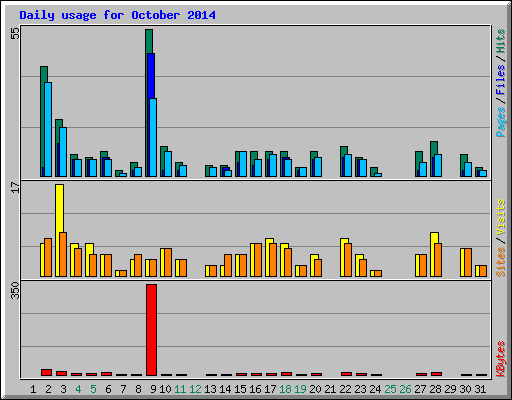 Daily usage for October 2014
55
Pages / Files / Hits
17
Sites / Visits
350
KBytes
1 2 3 4 5 6 7 8 9 10 11 12 13 14 15 16 17 18 19 20 21 22 23 24 25 26 27 28 29 30 31